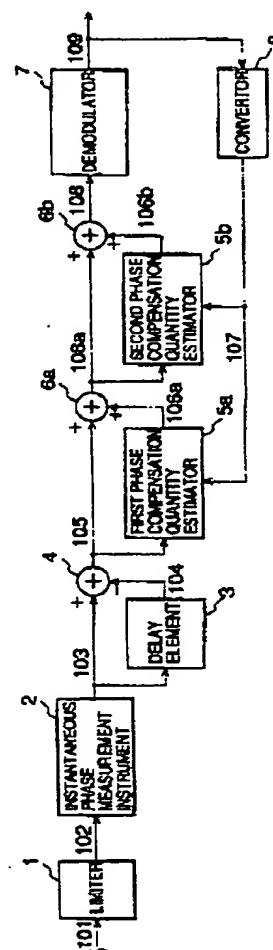 101
1
LIMITER
102
2
INSTANTANEOUS
PHASE
MEASUREMENT
INSTRUMENT
103
4
+
−
104
DELAY
ELEMENT
3
105
6a
+
+
106a
FIRST PHASE
COMPENSATION
QUANTITY
ESTIMATOR
5a
108a
6b
+
+
106b
SECOND PHASE
COMPENSATION
QUANTITY
ESTIMATOR
5b
107
108
7
DEMODULATOR
109
CONVERTOR